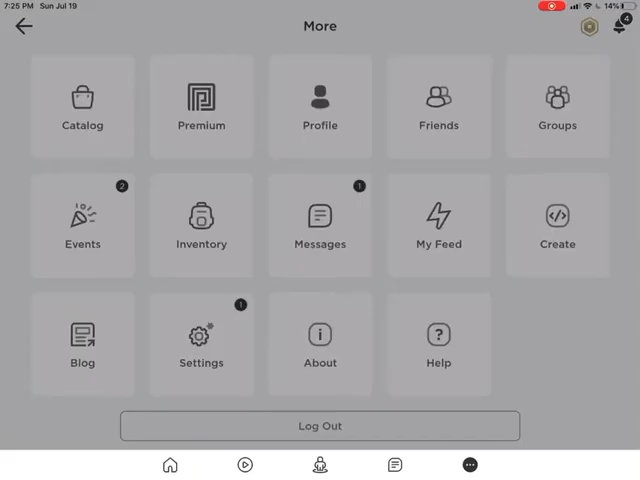 7:25 PM Sun Jul 19
14%
More
4
Catalog
Premium
Profile
Friends
Groups
2
1
Events
Inventory
Messages
My Feed
Create
1
Blog
Settings
About
Help
Log Out